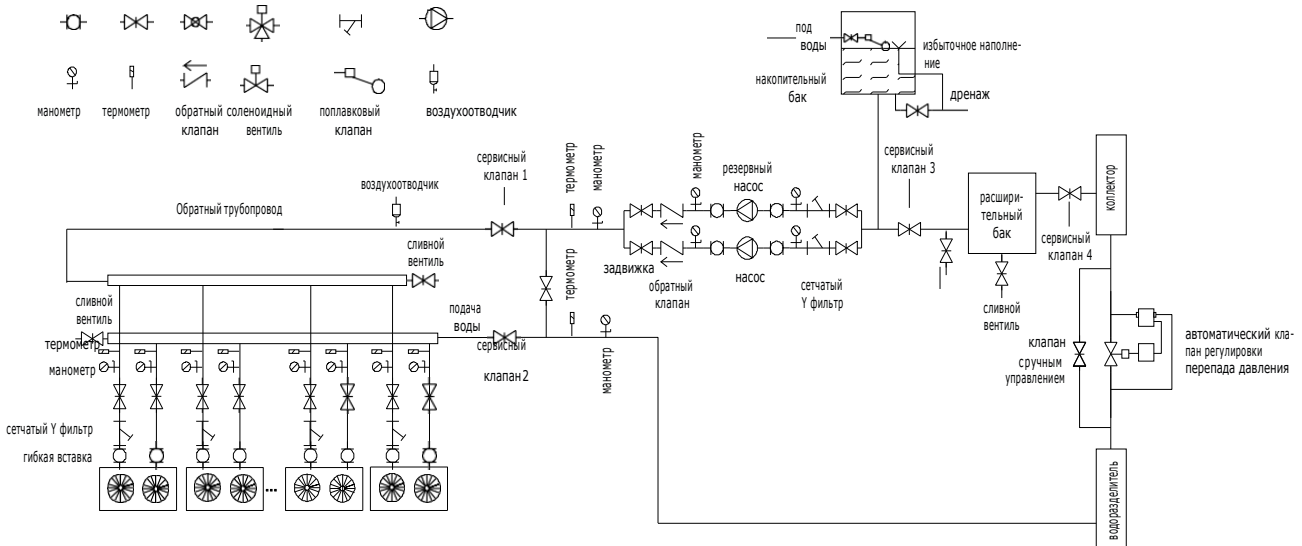 манометр
термометр
обратный
клапан
соленоидный
вентиль
поплавковый
клапан
воздухоотводчик
под
воды
избыточное наполне-
ние
накопительный
бак
дренаж
воздухоотводчик
Обратный трубопровод
сервисный
клапан 1
термометр
манометр
манометр
резервный
насос
сервисный
клапан 3
расшири-
тельный
бак
сервисный
клапан 4
коллектор
сливной
вентиль
задвижка
обратный
клапан
насос
сетчатый
Y фильтр
сливной
вентиль
сливной
вентиль
подача
воды
сервисный
клапан 2
термометр
манометр
термометр
манометр
клапан
сручным
управлением
автоматический кла-
пан регулировки
перепада давления
сетчатый Y фильтр
гибкая вставка
...
водоразделитель